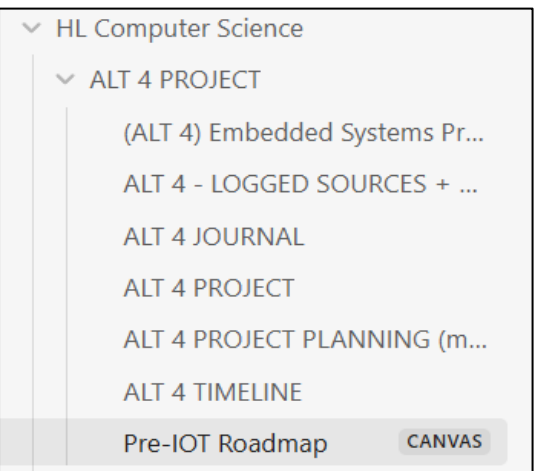 HL Computer Science
ALT 4 PROJECT
(ALT 4) Embedded Systems Pr...
ALT 4 - LOGGED SOURCES + ...
ALT 4 JOURNAL
ALT 4 PROJECT
ALT 4 PROJECT PLANNING (m...
ALT 4 TIMELINE
Pre-IOT Roadmap CANVAS